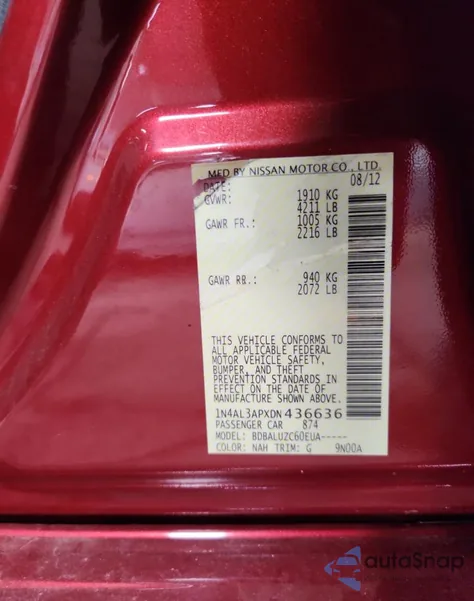 MFD BY NISSAN MOTOR CO., LTD.
DATE: 08/12
GVWR: 1910 KG
4211 LB
GAWR FR.: 1005 KG
2216 LB
GAWR RR.: 940 KG
2072 LB
THIS VEHICLE CONFORMS TO
ALL APPLICABLE FEDERAL
MOTOR VEHICLE SAFETY,
BUMPER, AND THEFT
PREVENTION STANDARDS IN
EFFECT ON THE DATE OF
MANUFACTURE SHOWN ABOVE.
1N4AL3APXDN436636
PASSENGER CAR 874
MODEL: BDBALUZC60EUA-----
COLOR: NAH TRIM: G 9N00A
autoSnap